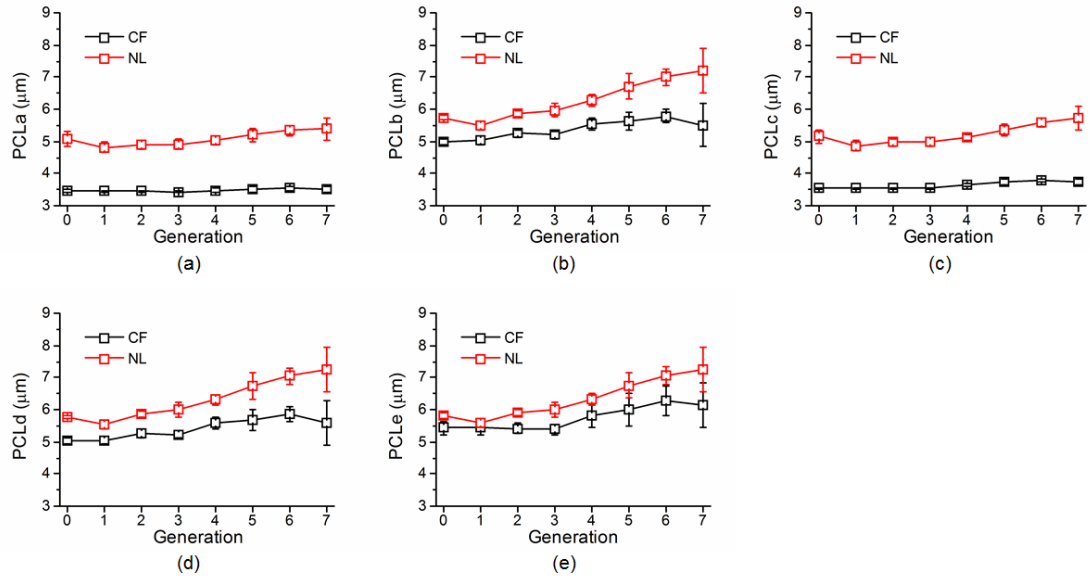 PCLa (μm)
9
8
7
6
5
4
3
CF
NL
0 1 2 3 4 5 6 7
Generation
(a)
PCLb (μm)
9
8
7
6
5
4
3
CF
NL
0 1 2 3 4 5 6 7
Generation
(b)
PCLc (μm)
9
8
7
6
5
4
3
CF
NL
0 1 2 3 4 5 6 7
Generation
(c)
PCLd (μm)
9
8
7
6
5
4
3
CF
NL
0 1 2 3 4 5 6 7
Generation
(d)
PCLe (μm)
9
8
7
6
5
4
3
CF
NL
0 1 2 3 4 5 6 7
Generation
(e)